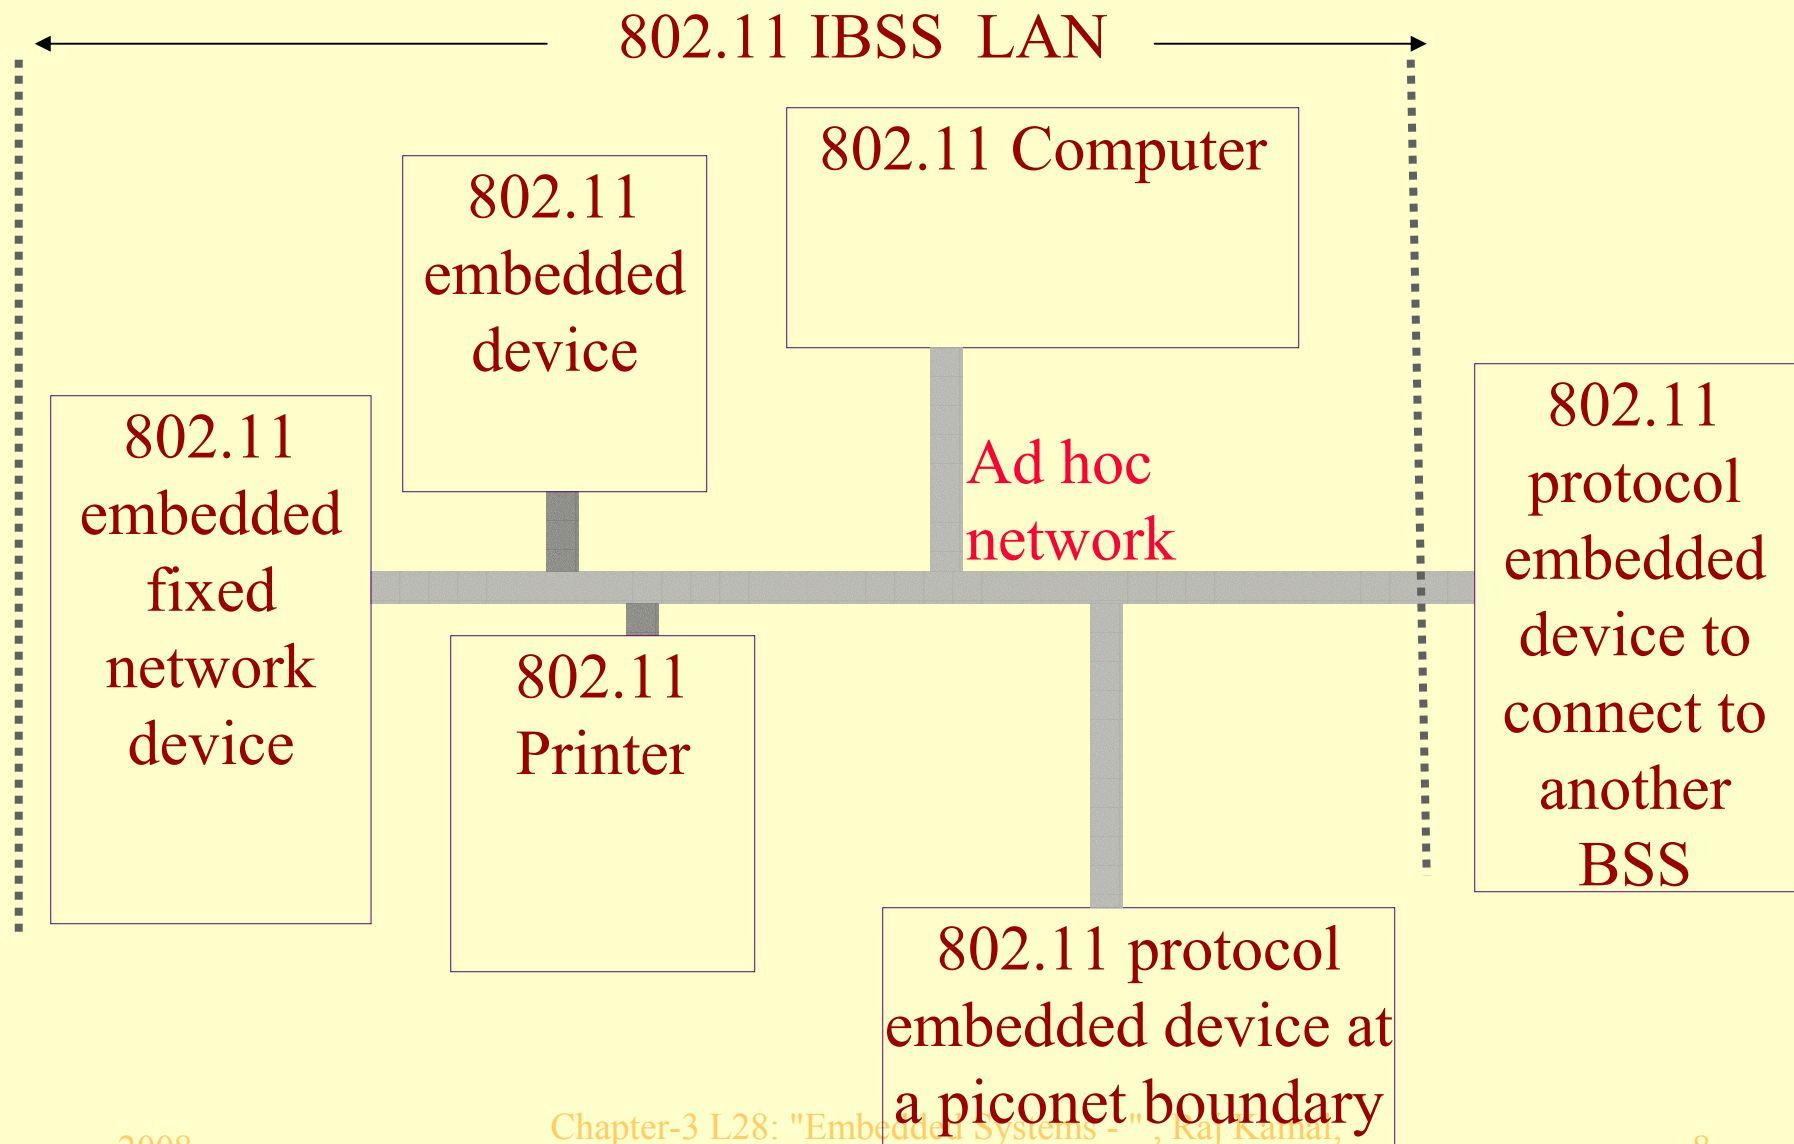 802.11 IBSS LAN
802.11 Computer
802.11
embedded
device
802.11
embedded
fixed
network
device
Ad hoc
network
802.11
protocol
embedded
device to
connect to
another
BSS
802.11
Printer
802.11 protocol
embedded device at
a piconet boundary
Chapter-3 L28: "Embedded Systems - " , Raj Kamal,
2008
8